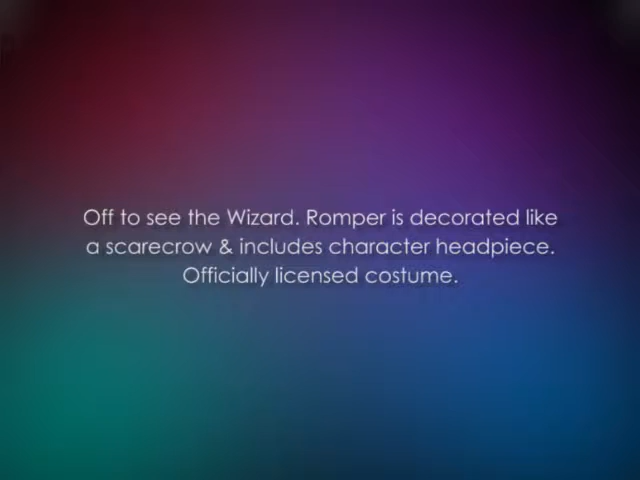 Off to see the Wizard. Romper is decorated like
a scarecrow & includes character headpiece.
Officially licensed costume.